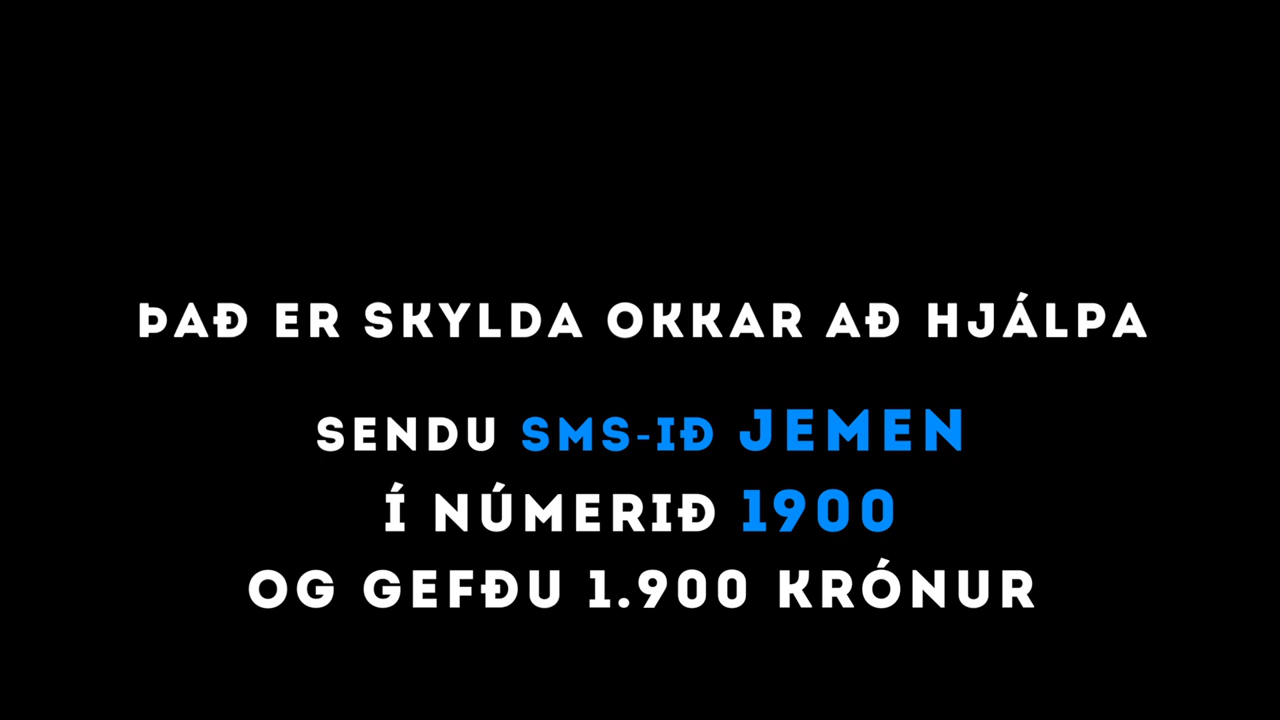 ÞAÐ ER SKYLDA OKKAR AÐ HJÁLPA
SENDU SMS-IÐ JEMEN
Í NÚMERIÐ 1900
OG GEFÐU 1.900 KRÓNUR